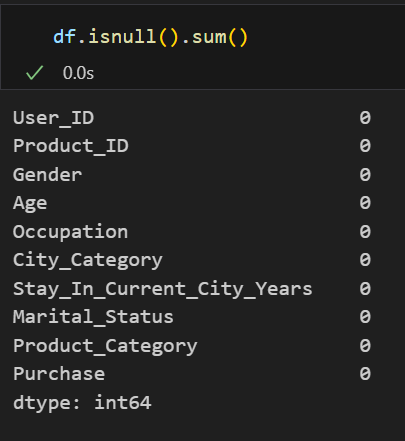 df.isnull().sum()
0.0s
User_ID 0
Product_ID 0
Gender 0
Age 0
Occupation 0
City_Category 0
Stay_In_Current_City_Years 0
Marital_Status 0
Product_Category 0
Purchase 0
dtype: int64